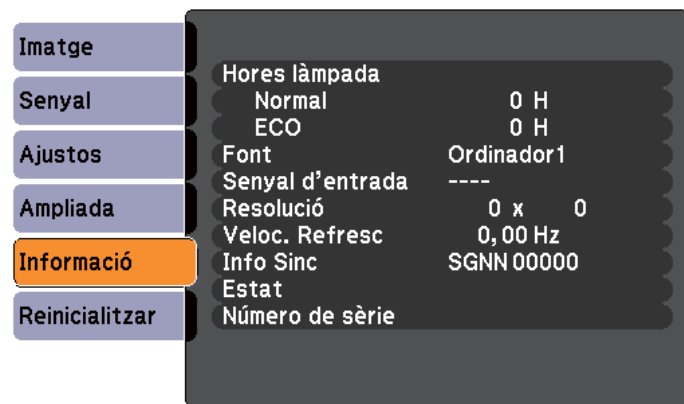 Imatge
Senyal
Ajustos
Ampliada
Informació
Reinicialitzar
Hores làmpada
Normal 0 H
ECO 0 H
Font Ordinador1
Senyal d'entrada ----
Resolució 0 x 0
Veloc. Refresc 0,00 Hz
Info Sinc SGNN 00000
Estat
Número de sèrie